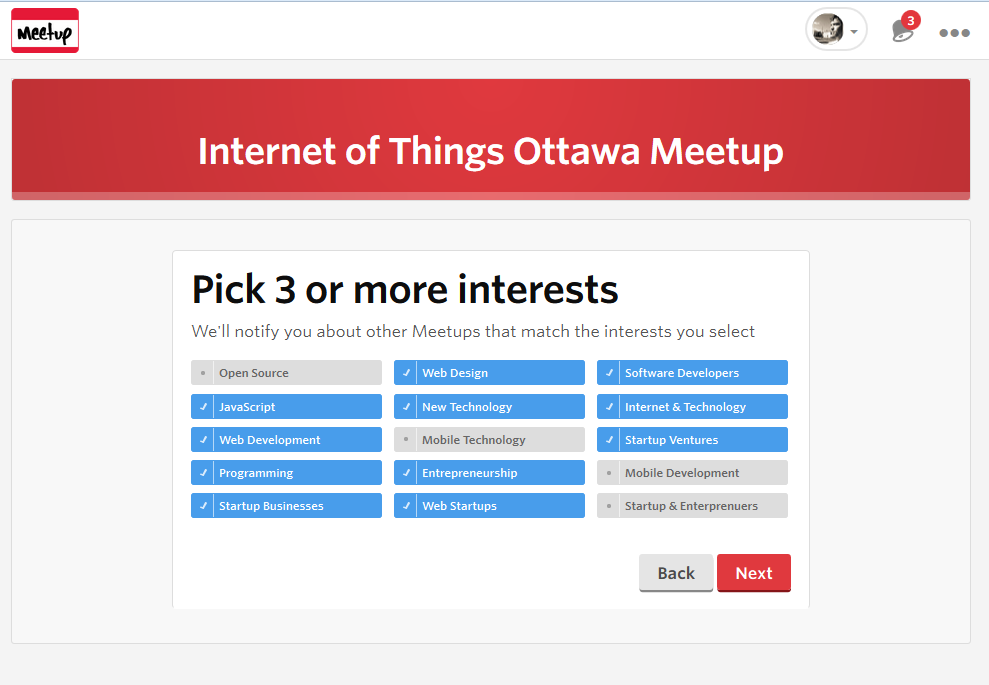 Meetup
3
Internet of Things Ottawa Meetup
Pick 3 or more interests
We'll notify you about other Meetups that match the interests you select
Open Source Web Design Software Developers
JavaScript New Technology Internet & Technology
Web Development Mobile Technology Startup Ventures
Programming Entrepreneurship Mobile Development
Startup Businesses Web Startups Startup & Enterprenuers
Back Next